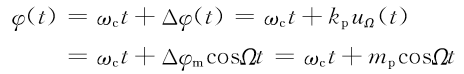 φ(t) = ω_c t + Δφ(t) = ω_c t + k_p u_Ω(t)
= ω_c t + Δφ_m cosΩt = ω_c t + m_p cosΩt